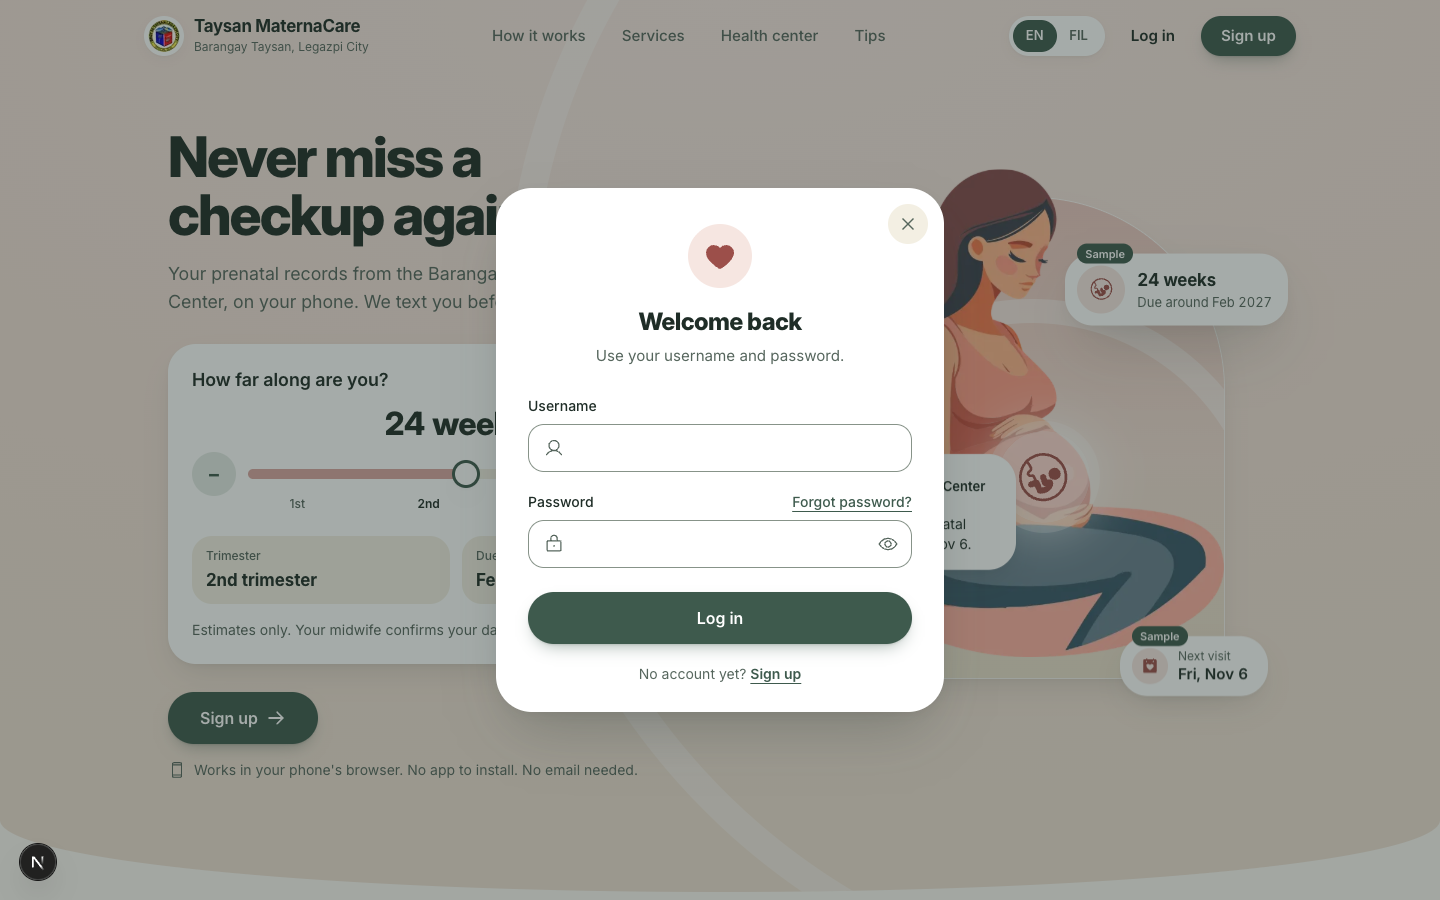 Taysan MaternaCare
Barangay Taysan, Legazpi City
How it works
Services
Health center
Tips
EN
FIL
Log in
Sign up
Never miss a
checkup agai
Your prenatal records from the Baranga
Center, on your phone. We text you bef
How far along are you?
24 week
−
1st
2nd
Trimester
2nd trimester
Due
Fe
Estimates only. Your midwife confirms your da
Sign up
Works in your phone's browser. No app to install. No email needed.
Welcome back
Use your username and password.
Username
Password
Forgot password?
Log in
No account yet? Sign up
Sample
24 weeks
Due around Feb 2027
Center
atal
ov 6.
Sample
Next visit
Fri, Nov 6
N